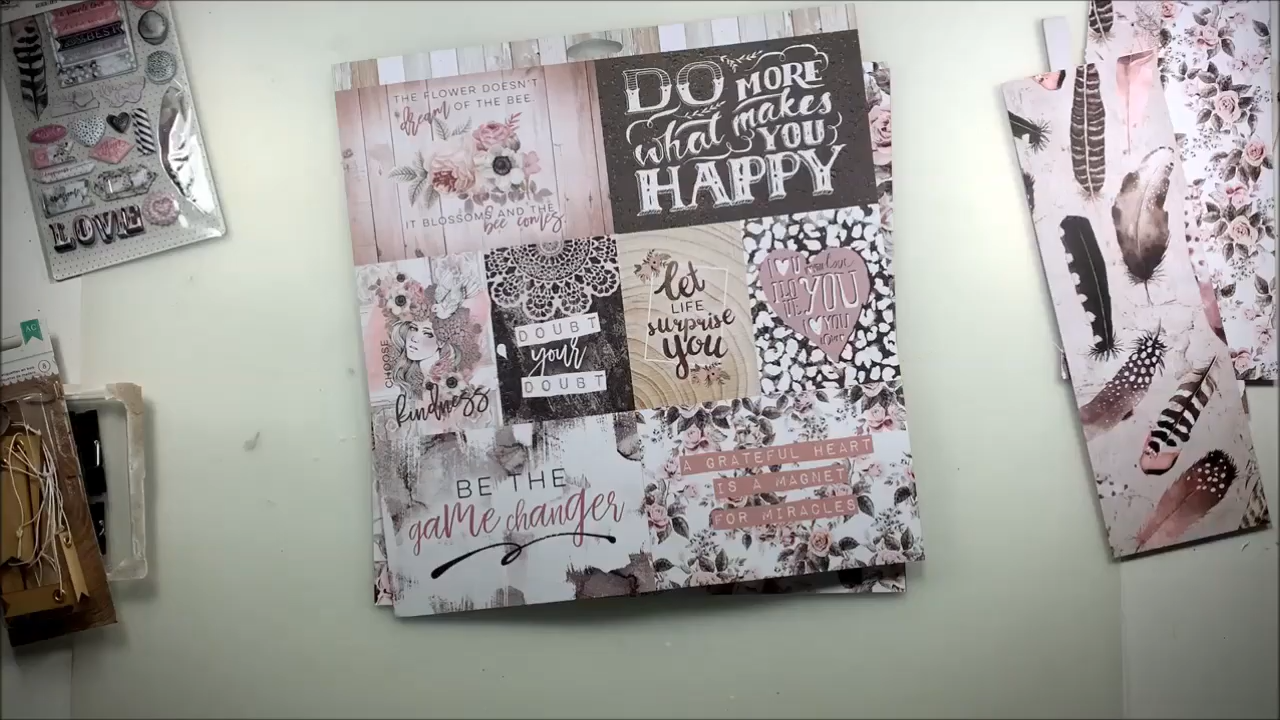 THE FLOWER DOESN'T
dream OF THE BEE.
IT BLOSSOMS AND THE
bee comes.
DO MORE
what makes
YOU
HAPPY
CHOOSE
kindness
DOUBT
your
DOUBT
let
LIFE
surprise
you
YOU
BE THE
game changer
A GRATEFUL HEART
IS A MAGNET
FOR MIRACLES
BEST
LOVE
AC